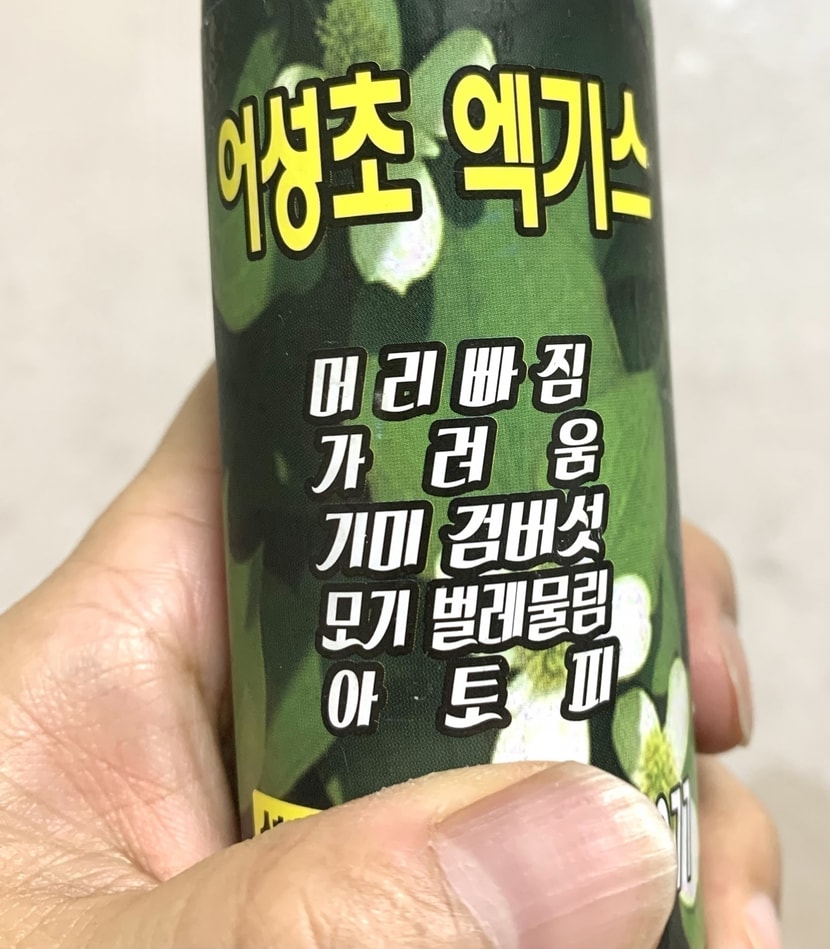 어성초 엑기스
머리빠짐
가려움
기미 검버섯
모기 벌레물림
아토피